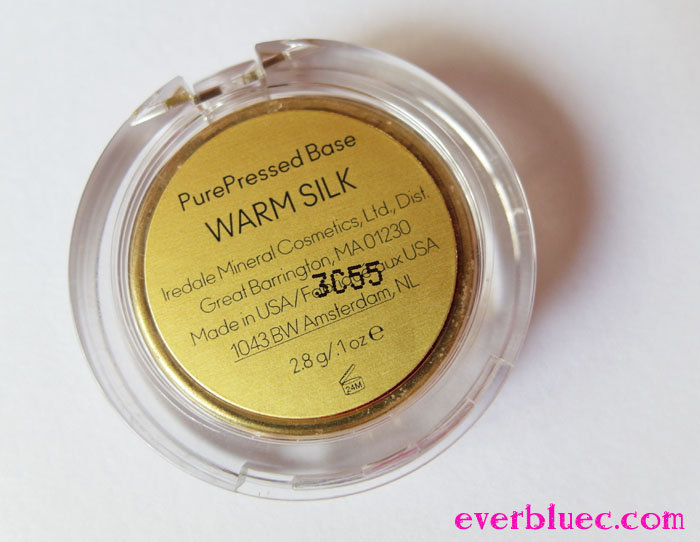 PurePressed Base
WARM SILK
Iredale Mineral Cosmetics, Ltd., Dist.
Great Barrington, MA 01230
3C55
Made in USA/ aux USA
1043 BW Amsterdam, NL
2.8 g/.1 oz ℮
24M
everbluec.com